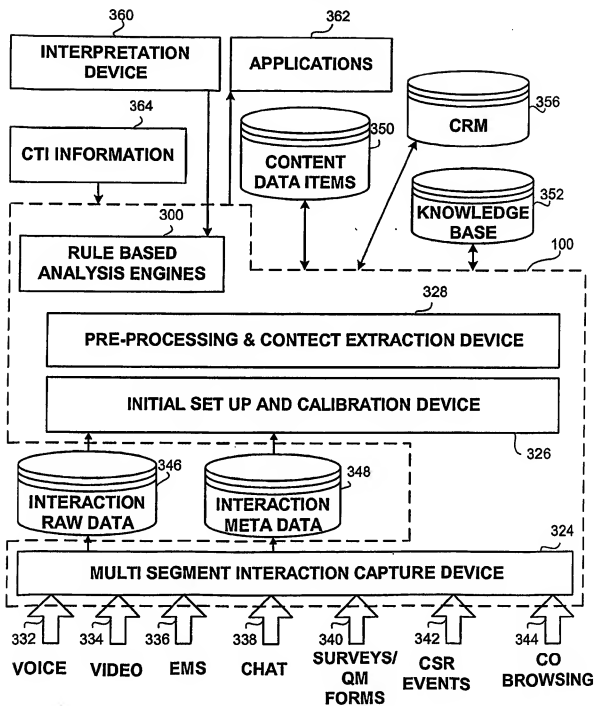 360
INTERPRETATION
DEVICE
362
APPLICATIONS
364
CTI INFORMATION
350
CONTENT
DATA ITEMS
356
CRM
352
KNOWLEDGE
BASE
300
RULE BASED
ANALYSIS ENGINES
100
328
PRE-PROCESSING & CONTECT EXTRACTION DEVICE
INITIAL SET UP AND CALIBRATION DEVICE
326
346
INTERACTION
RAW DATA
348
INTERACTION
META DATA
324
MULTI SEGMENT INTERACTION CAPTURE DEVICE
332
VOICE
334
VIDEO
336
EMS
338
CHAT
340
SURVEYS/
QM
FORMS
342
CSR
EVENTS
344
CO
BROWSING